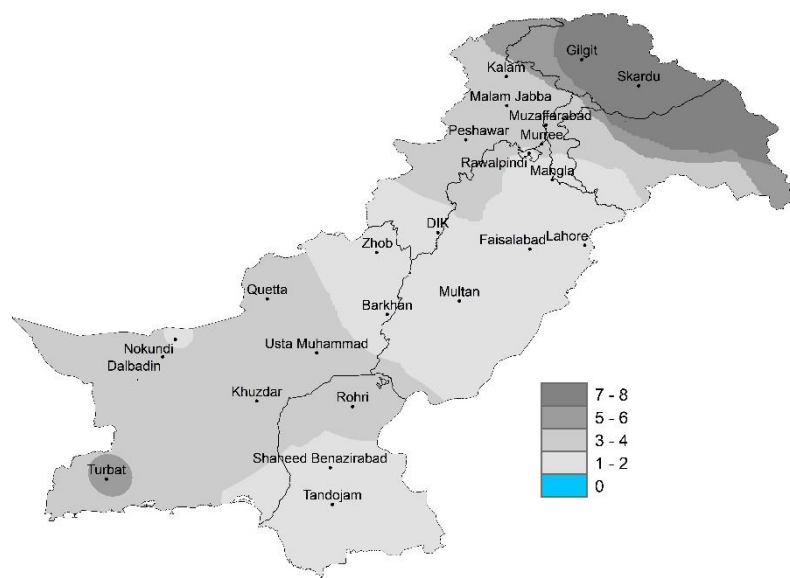 Gilgit
Kalam
Skardu
Malam Jabba
Muzaffarabad
Peshawar
Murree
Rawalpindi
Mangla
DIK
Zhob
Faisalabad
Lahore
Quetta
Multan
Barkhan
Nokundi
Usta Muhammad
Dalbadin
Khuzdar
Rohri
7 - 8
5 - 6
3 - 4
1 - 2
0
Shaheed Benazirabad
Turbat
Tandojam